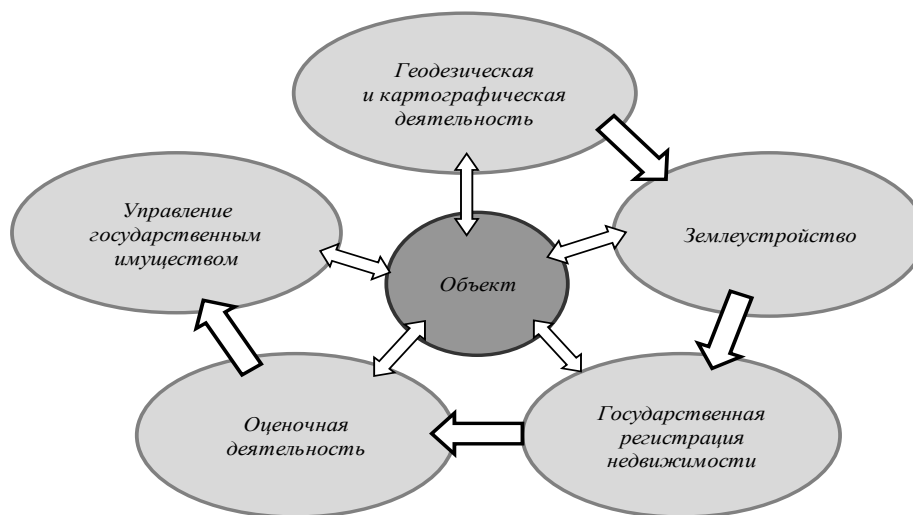 Геодезическая
и картографическая
деятельность
Управление
государственным
имуществом
Землеустройство
Объект
Оценочная
деятельность
Государственная
регистрация
недвижимости